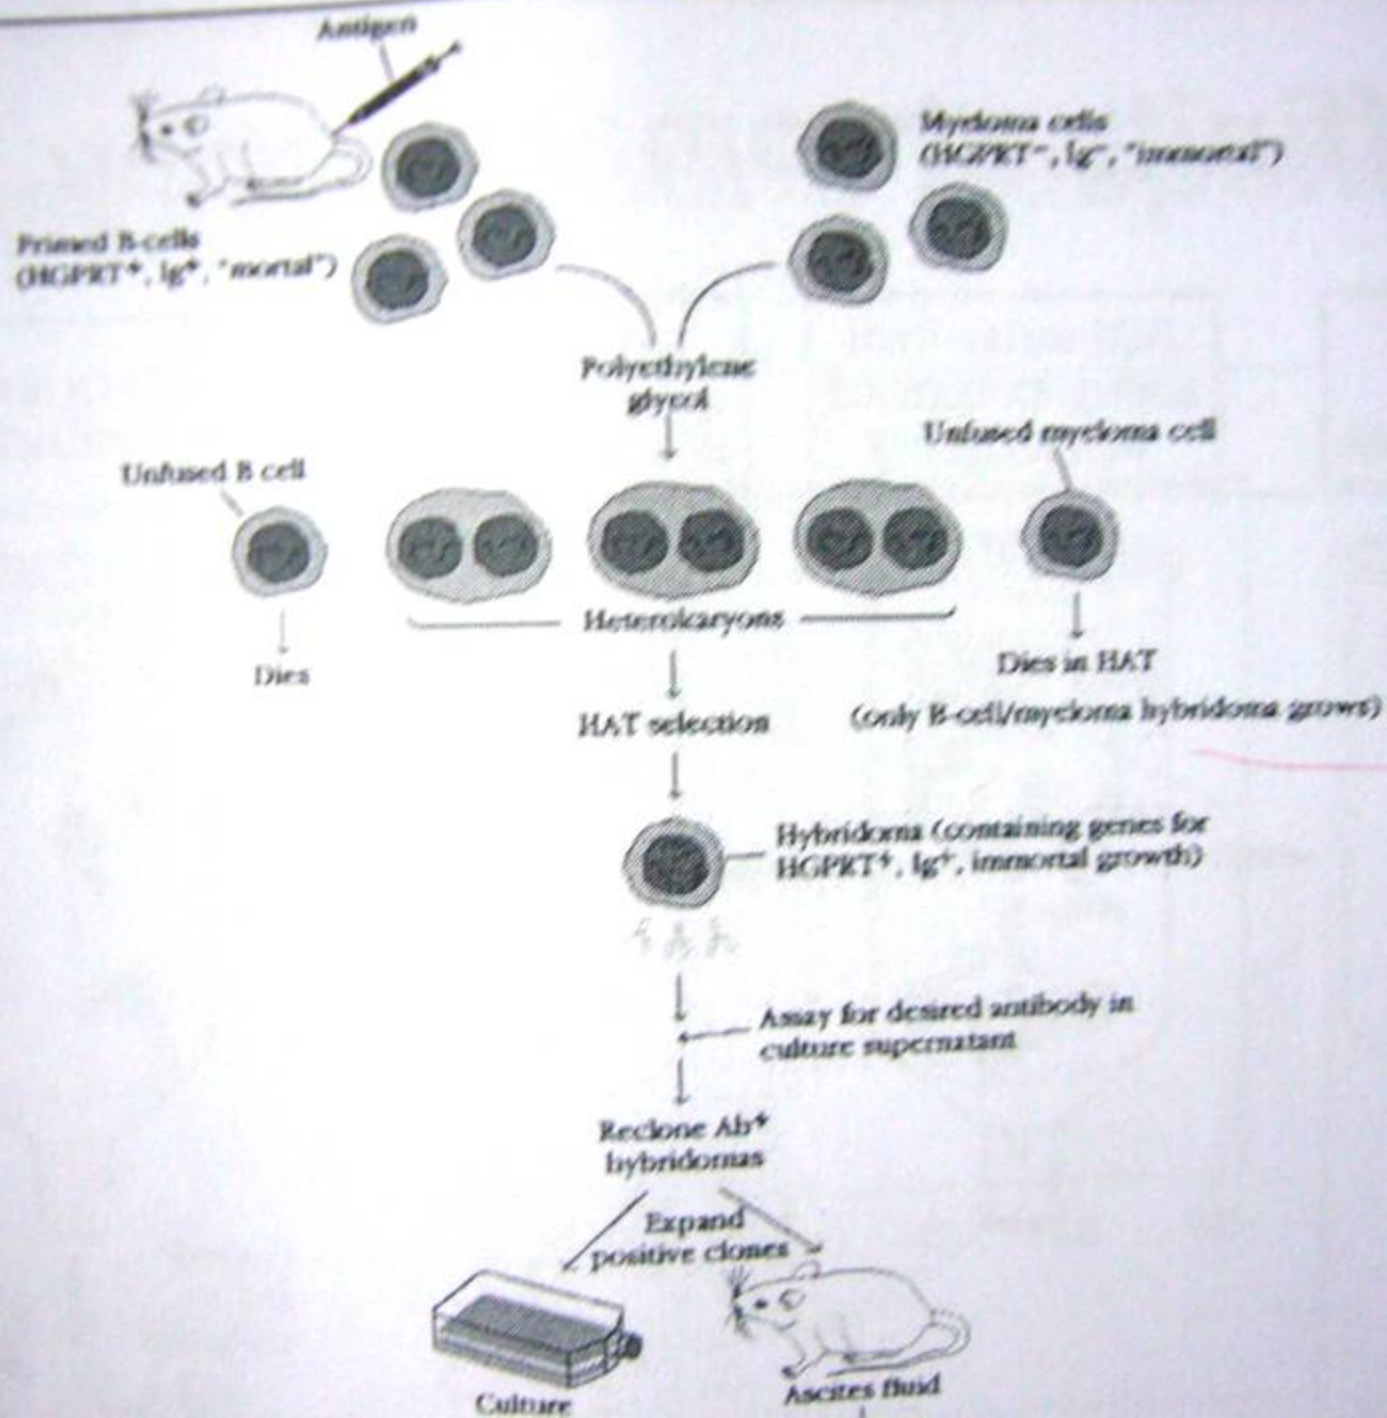 Antigen
Myeloma cells
(HGPRT⁻, Ig⁻, "immortal")
Primed B-cells
(HGPRT⁺, Ig⁺, "mortal")
Polyethylene
glycol
Unfused myeloma cell
Unfused B cell
Heterokaryons
Dies
Dies in HAT
HAT selection
(only B-cell/myeloma hybridoma grows)
Hybridoma (containing genes for
HGPRT⁺, Ig⁺, immortal growth)
Assay for desired antibody in
culture supernatant
Reclone Ab⁺
hybridomas
Expand
positive clones
Culture
Ascites fluid